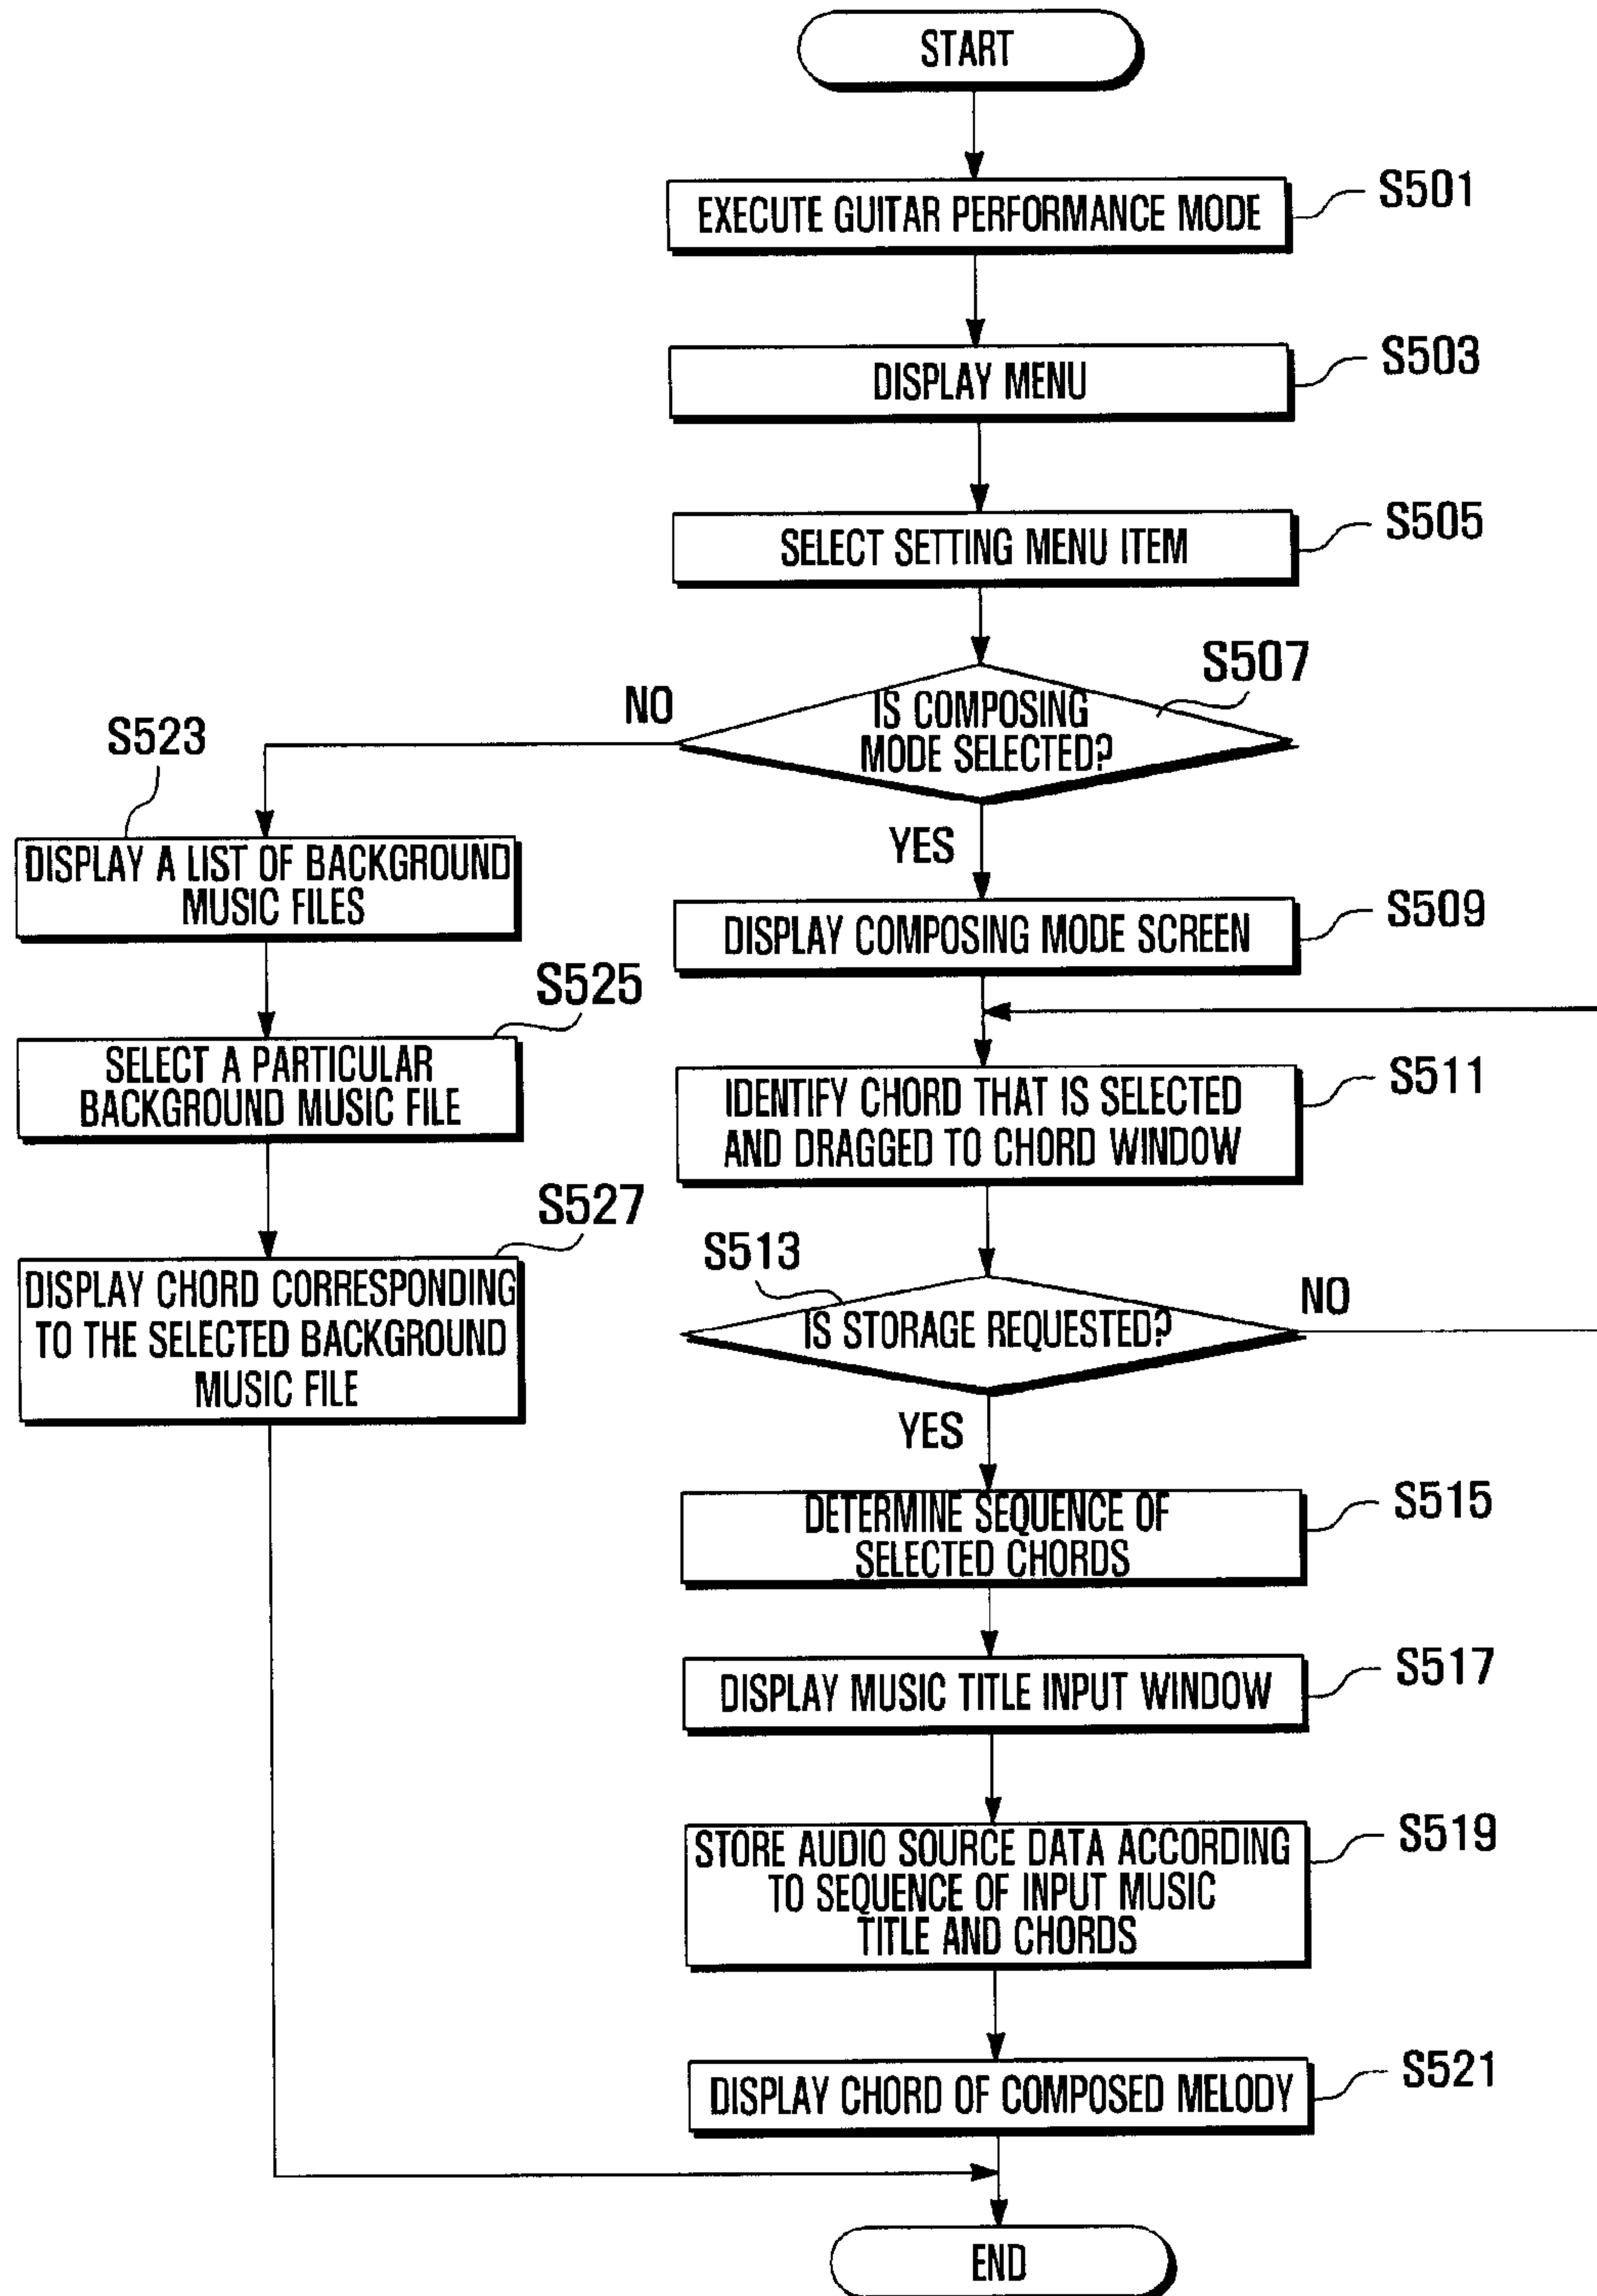 START
EXECUTE GUITAR PERFORMANCE MODE
S501
DISPLAY MENU
S503
SELECT SETTING MENU ITEM
S505
IS COMPOSING
MODE SELECTED?
S507
NO
YES
S523
DISPLAY A LIST OF BACKGROUND
MUSIC FILES
S525
SELECT A PARTICULAR
BACKGROUND MUSIC FILE
S527
DISPLAY CHORD CORRESPONDING
TO THE SELECTED BACKGROUND
MUSIC FILE
DISPLAY COMPOSING MODE SCREEN
S509
IDENTIFY CHORD THAT IS SELECTED
AND DRAGGED TO CHORD WINDOW
S511
S513
IS STORAGE REQUESTED?
NO
YES
DETERMINE SEQUENCE OF
SELECTED CHORDS
S515
DISPLAY MUSIC TITLE INPUT WINDOW
S517
STORE AUDIO SOURCE DATA ACCORDING
TO SEQUENCE OF INPUT MUSIC
TITLE AND CHORDS
S519
DISPLAY CHORD OF COMPOSED MELODY
S521
END